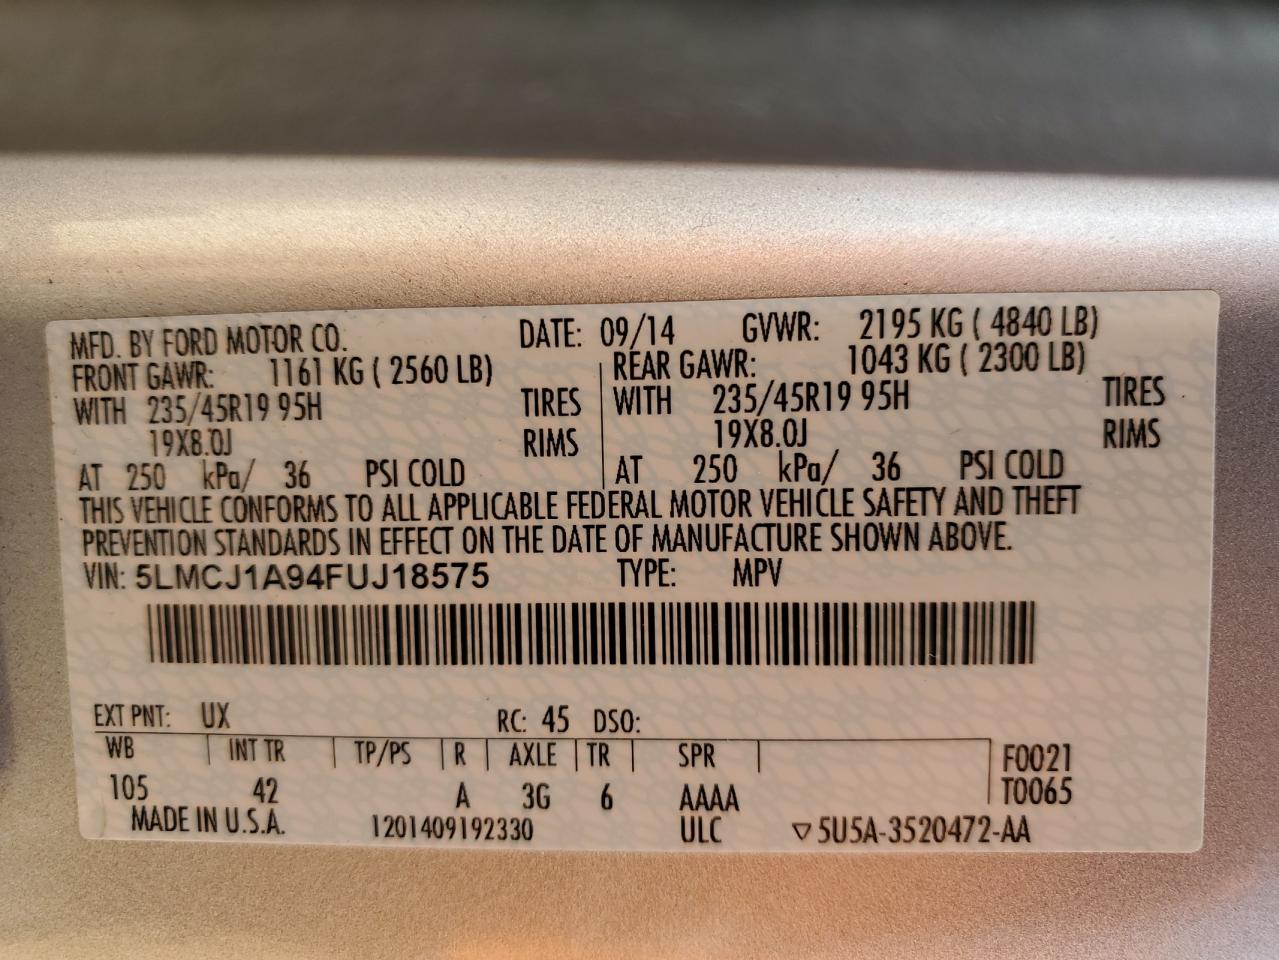 MFD. BY FORD MOTOR CO. DATE: 09/14 GVWR: 2195 KG ( 4840 LB)
FRONT GAWR: 1161 KG ( 2560 LB) REAR GAWR: 1043 KG ( 2300 LB)
WITH 235/45R19 95H TIRES WITH 235/45R19 95H TIRES
19X8.0J RIMS 19X8.0J RIMS
AT 250 kPa/ 36 PSI COLD AT 250 kPa/ 36 PSI COLD
THIS VEHICLE CONFORMS TO ALL APPLICABLE FEDERAL MOTOR VEHICLE SAFETY AND THEFT
PREVENTION STANDARDS IN EFFECT ON THE DATE OF MANUFACTURE SHOWN ABOVE.
VIN: 5LMCJ1A94FUJ18575 TYPE: MPV
EXT PNT: UX RC: 45 DSO:
WB INT TR TP/PS R AXLE TR SPR F0021
105 42 A 3G 6 AAAA T0065
MADE IN U.S.A. 1201409192330 ULC ▽5U5A-3520472-AA